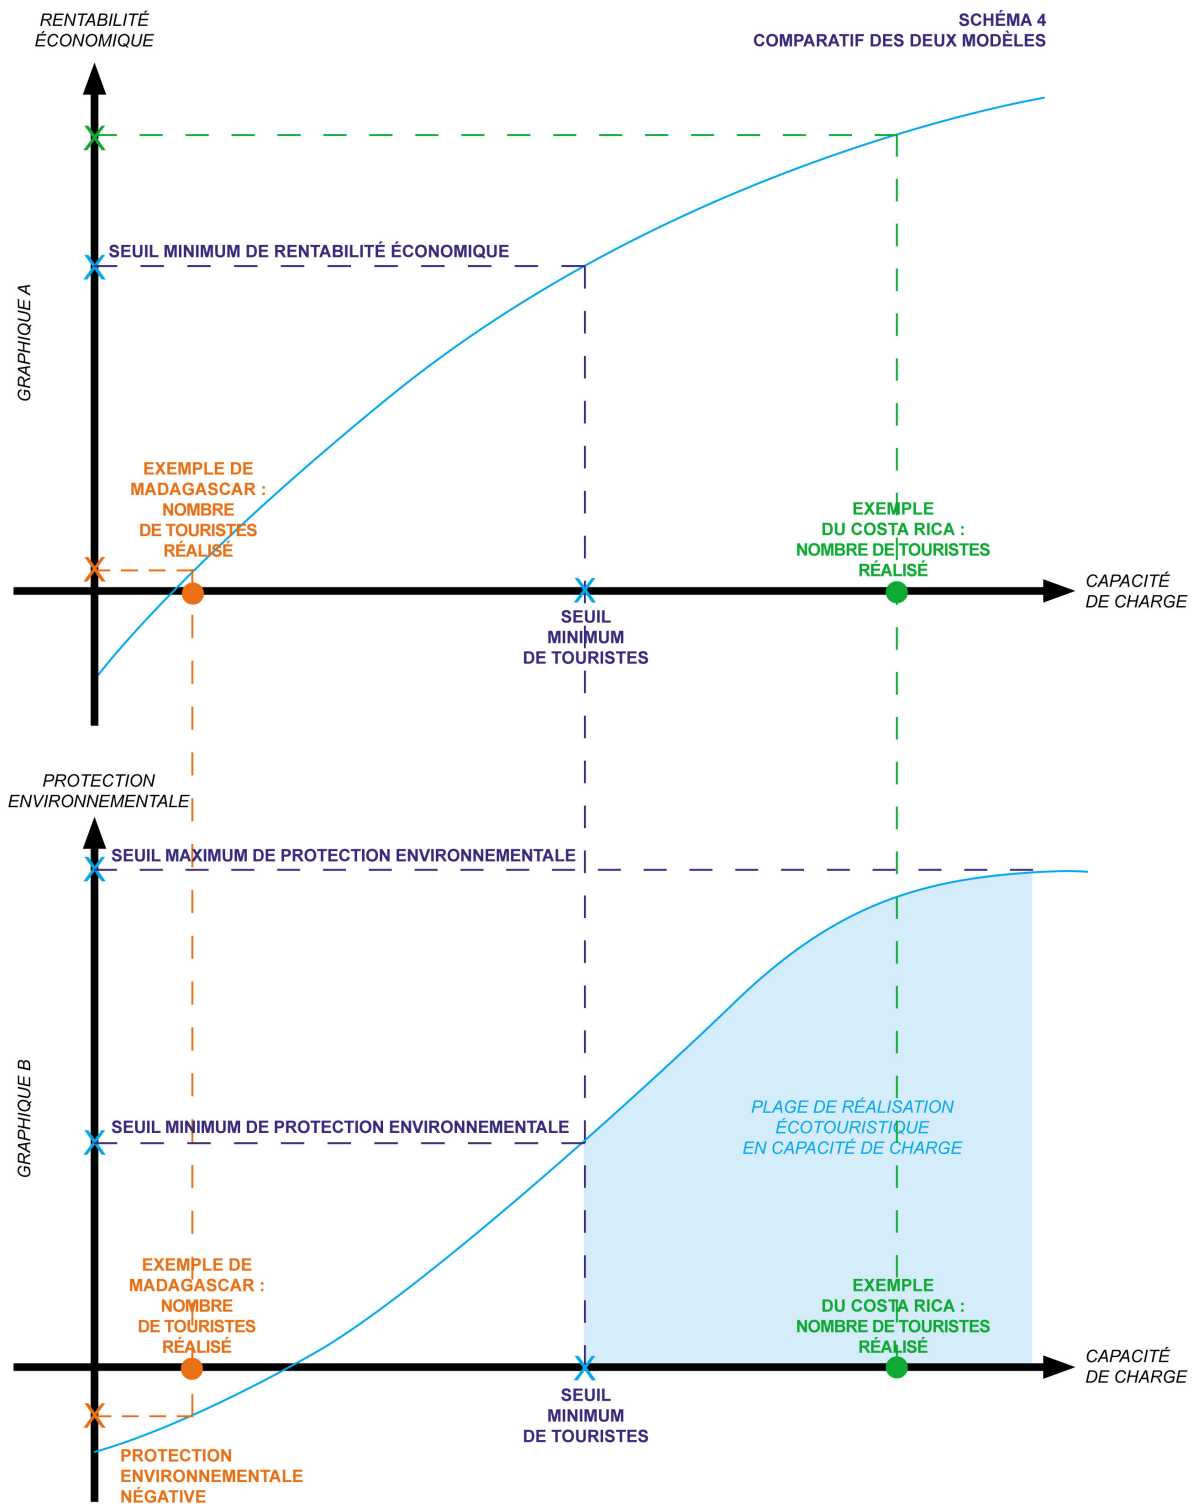 RENTABILITÉ
ÉCONOMIQUE
SCHÉMA 4
COMPARATIF DES DEUX MODÈLES
SEUIL MINIMUM DE RENTABILITÉ ÉCONOMIQUE
GRAPHIQUE A
EXEMPLE DE
MADAGASCAR :
NOMBRE
DE TOURISTES
RÉALISÉ
EXEMPLE
DU COSTA RICA :
NOMBRE DE TOURISTES
RÉALISÉ
CAPACITÉ
DE CHARGE
SEUIL
MINIMUM
DE TOURISTES
PROTECTION
ENVIRONNEMENTALE
SEUIL MAXIMUM DE PROTECTION ENVIRONNEMENTALE
GRAPHIQUE B
SEUIL MINIMUM DE PROTECTION ENVIRONNEMENTALE
PLAGE DE RÉALISATION
ÉCOTOURISTIQUE
EN CAPACITÉ DE CHARGE
EXEMPLE DE
MADAGASCAR :
NOMBRE
DE TOURISTES
RÉALISÉ
EXEMPLE
DU COSTA RICA :
NOMBRE DE TOURISTES
RÉALISÉ
CAPACITÉ
DE CHARGE
SEUIL
MINIMUM
DE TOURISTES
PROTECTION
ENVIRONNEMENTALE
NÉGATIVE